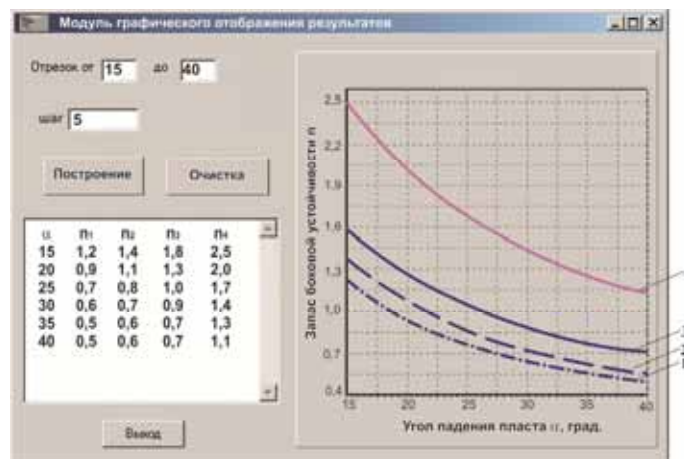 Модуль графического отображения результатов
Отрезок от 15 до 40
шаг 5
Построение Очистка
α n1 n2 n3 n4
15 1,2 1,4 1,8 2,5
20 0,9 1,1 1,3 2,0
25 0,7 0,8 1,0 1,7
30 0,6 0,7 0,9 1,4
35 0,5 0,6 0,7 1,3
40 0,5 0,6 0,7 1,1
Выход
Запас боковой устойчивости n
2,5
2,2
1,9
1,6
1,3
1,0
0,7
0,4
15 20 25 30 35 40
Угол падения пласта α, град.